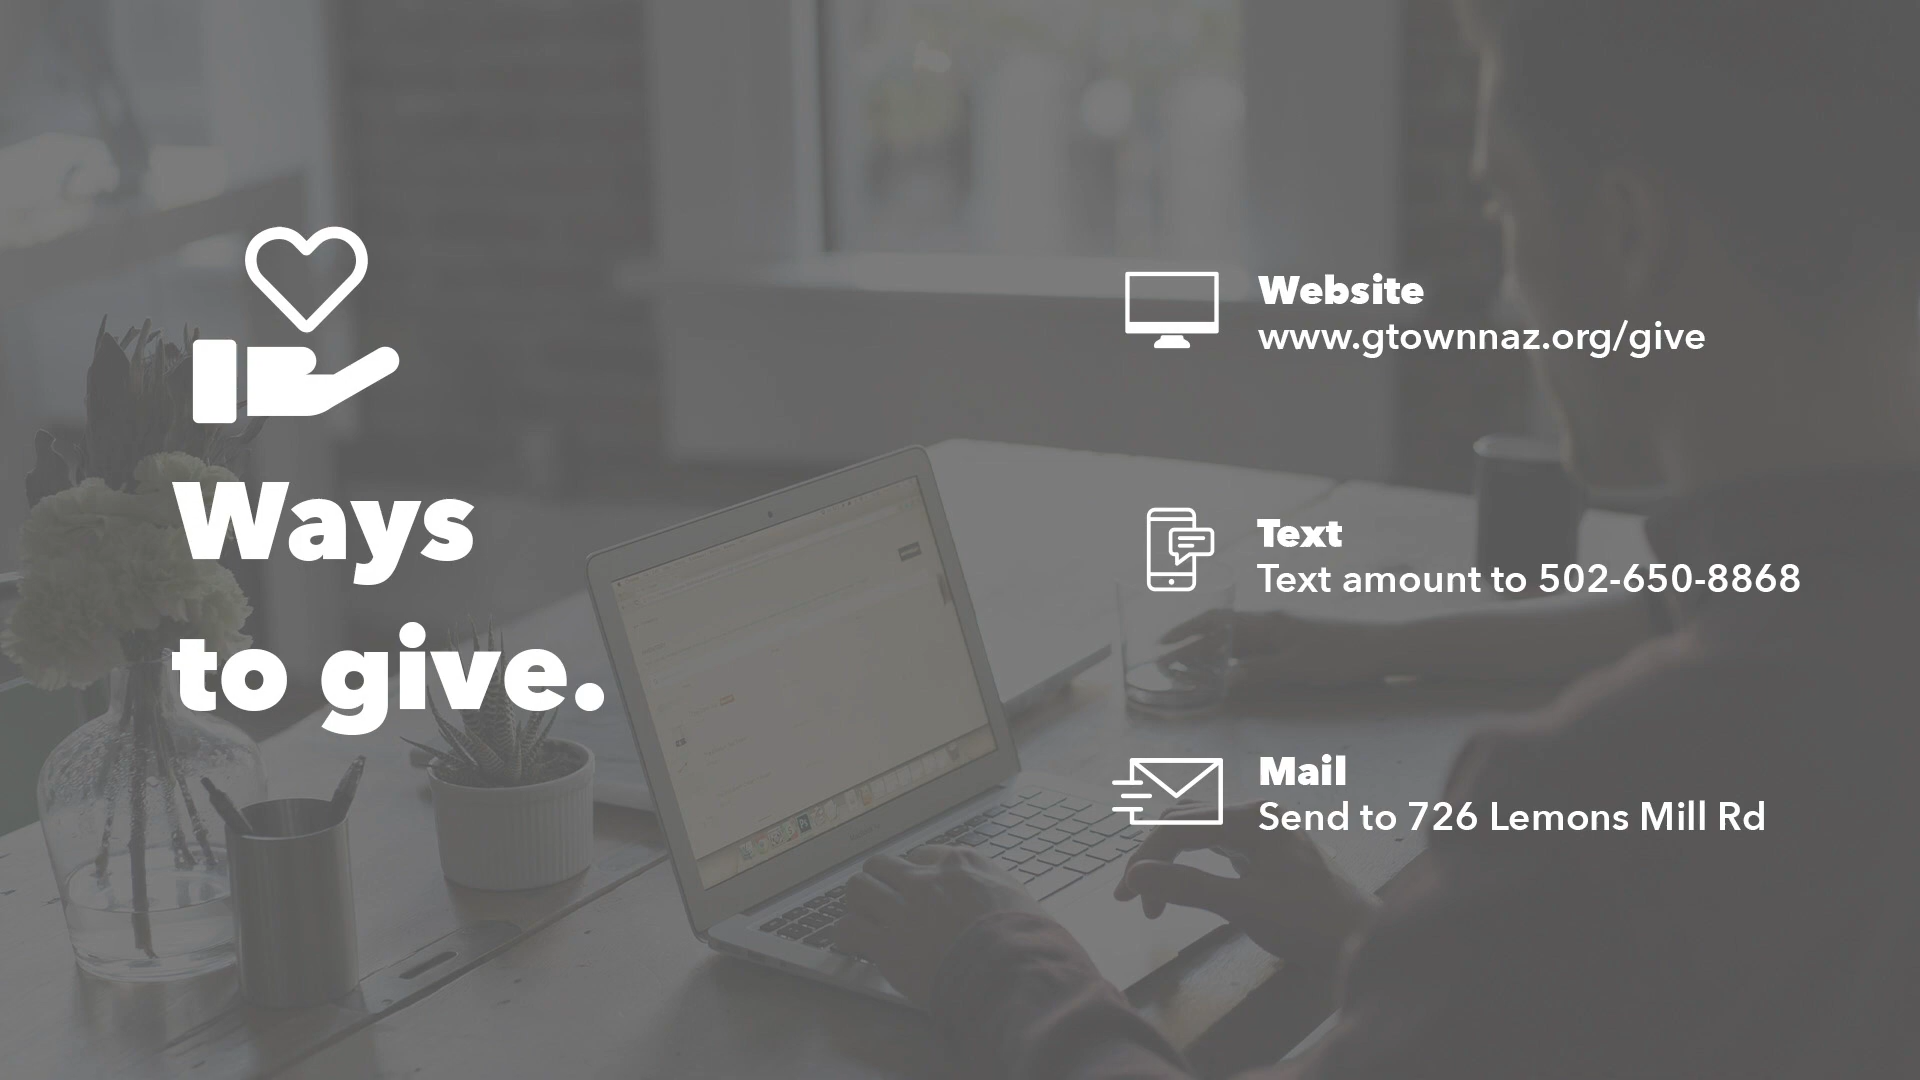 Ways
to give.
Website
www.gtownnaz.org/give
Text
Text amount to 502-650-8868
Mail
Send to 726 Lemons Mill Rd